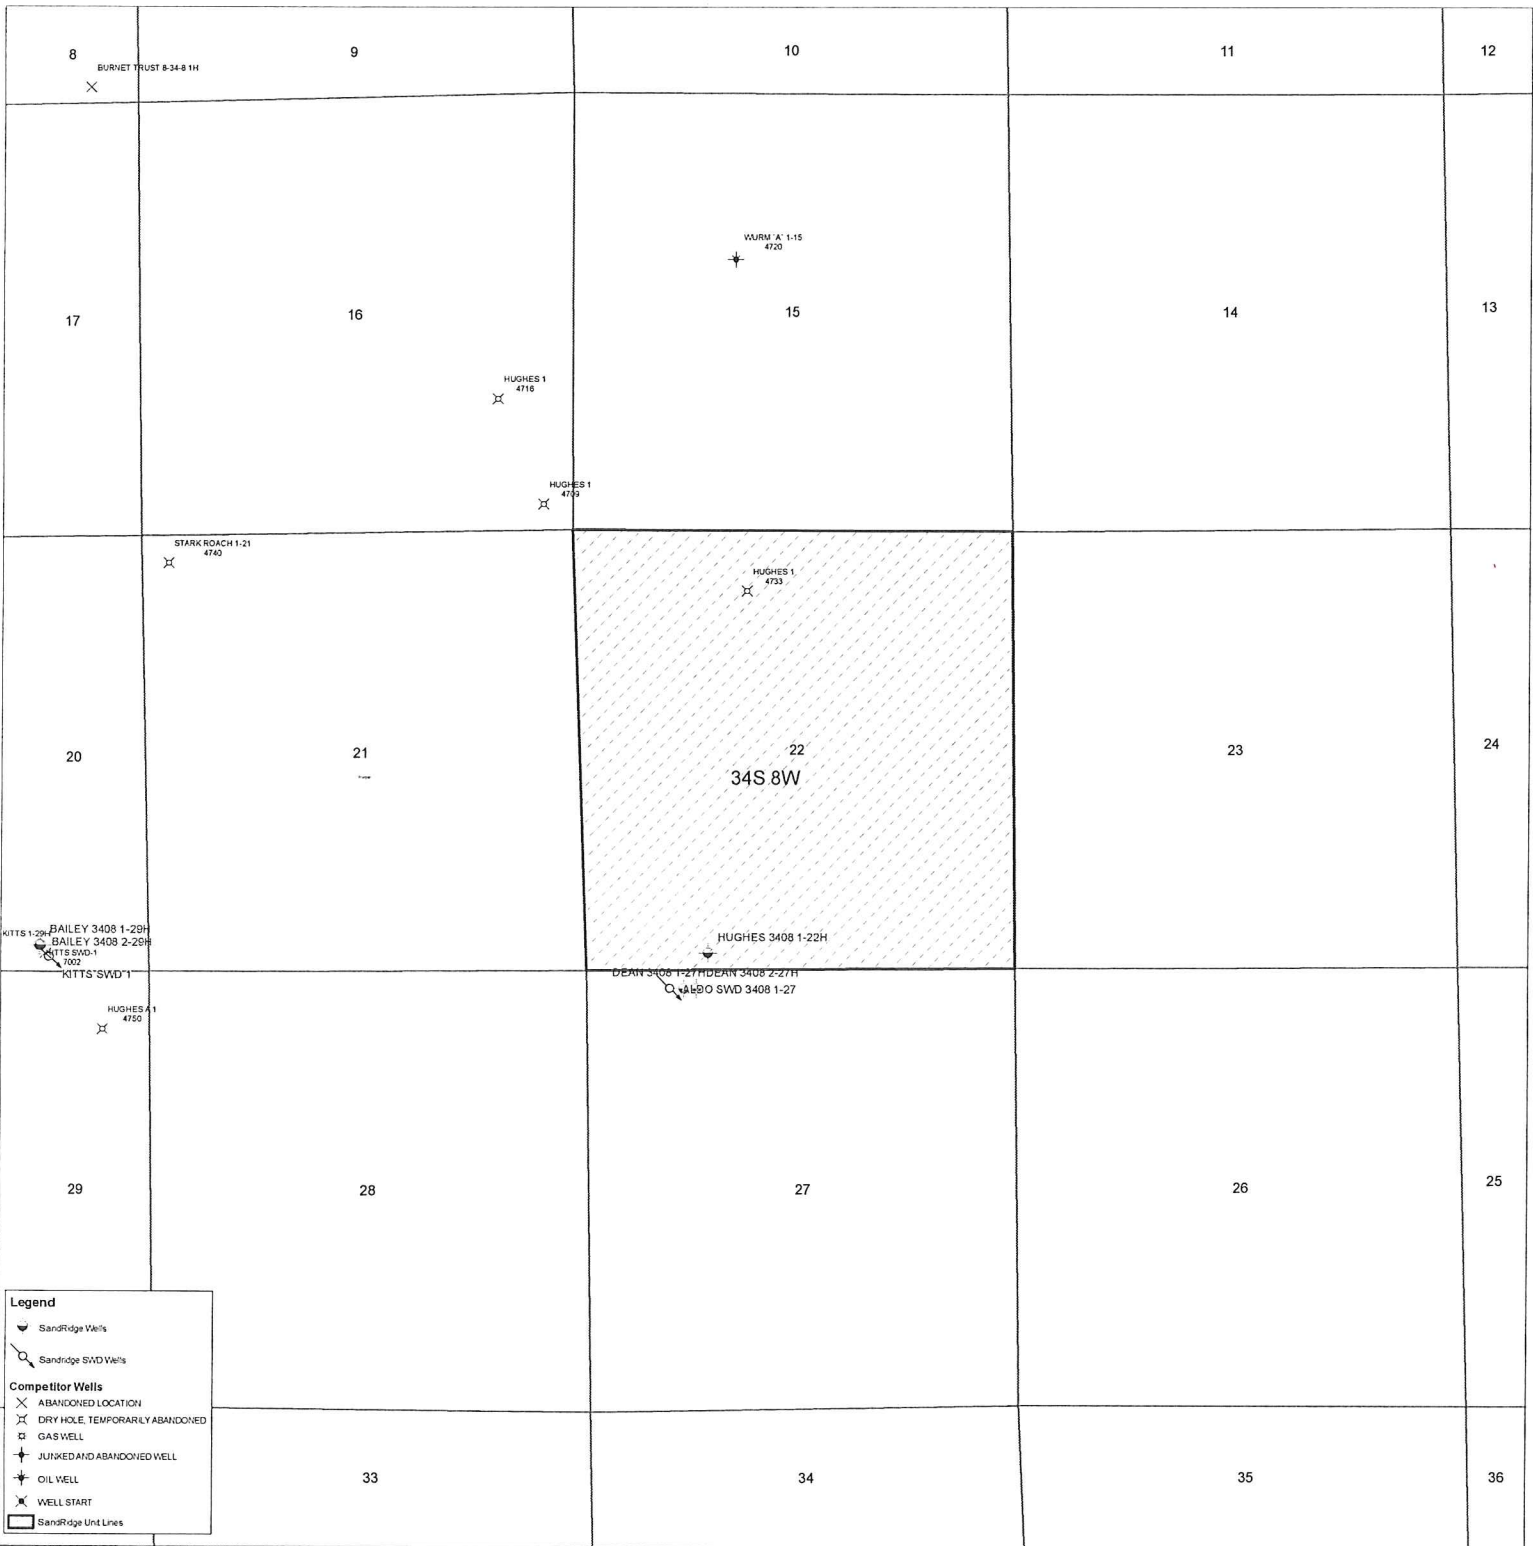 8
9
10
11
12
BURNET TRUST 8-34-8 1H
WURM 'A' 1-15
4720
17
16
15
14
13
HUGHES 1
4716
HUGHES 1
4709
STARK ROACH 1-21
4740
HUGHES 1
4733
20
21
22
23
24
34S 8W
KITTS 1-29H
BAILEY 3408 1-29H
BAILEY 3408 2-29H
KITTS SWD-1
7002
KITTS SWD 1
HUGHES 3408 1-22H
DEAN 3408 1-27H
DEAN 3408 2-27H
ALDO SWD 3408 1-27
HUGHES A 1
4750
29
28
27
26
25
Legend
SandRidge Wells
Sandridge SWD Wells
Competitor Wells
ABANDONED LOCATION
DRY HOLE, TEMPORARILY ABANDONED
GAS WELL
JUNKED AND ABANDONED WELL
OIL WELL
WELL START
SandRidge Unit Lines
33
34
35
36